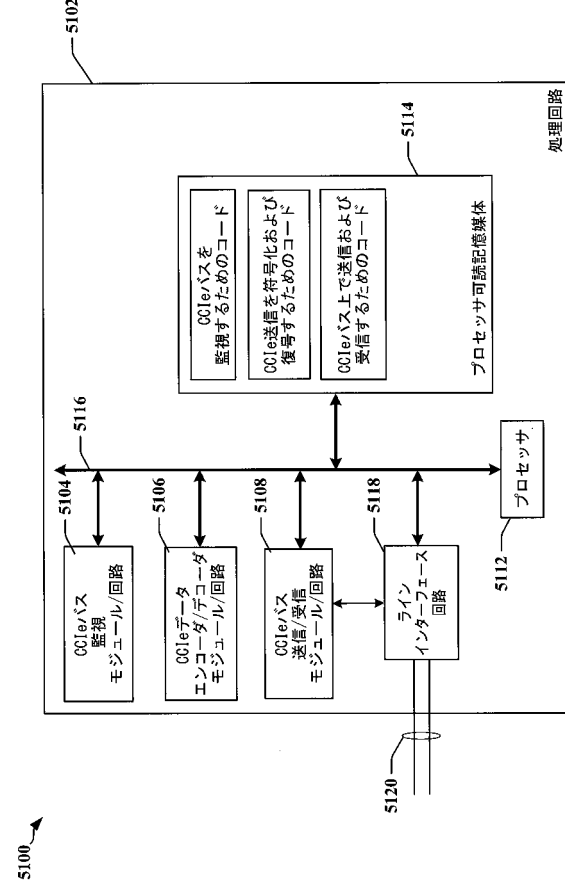 5100
5102
5104
CCIeバス
監視
モジュール/回路
5106
CCIeデータ
エンコーダ/デコーダ
モジュール/回路
5108
CCIeバス
送信/受信
モジュール/回路
5118
ライン
インターフェース
回路
5120
5116
5112
プロセッサ
5114
CCIeバスを
監視するためのコード
CCIe送信を符号化および
復号するためのコード
CCIeバス上で送信および
受信するためのコード
プロセッサ可読記憶媒体
処理回路